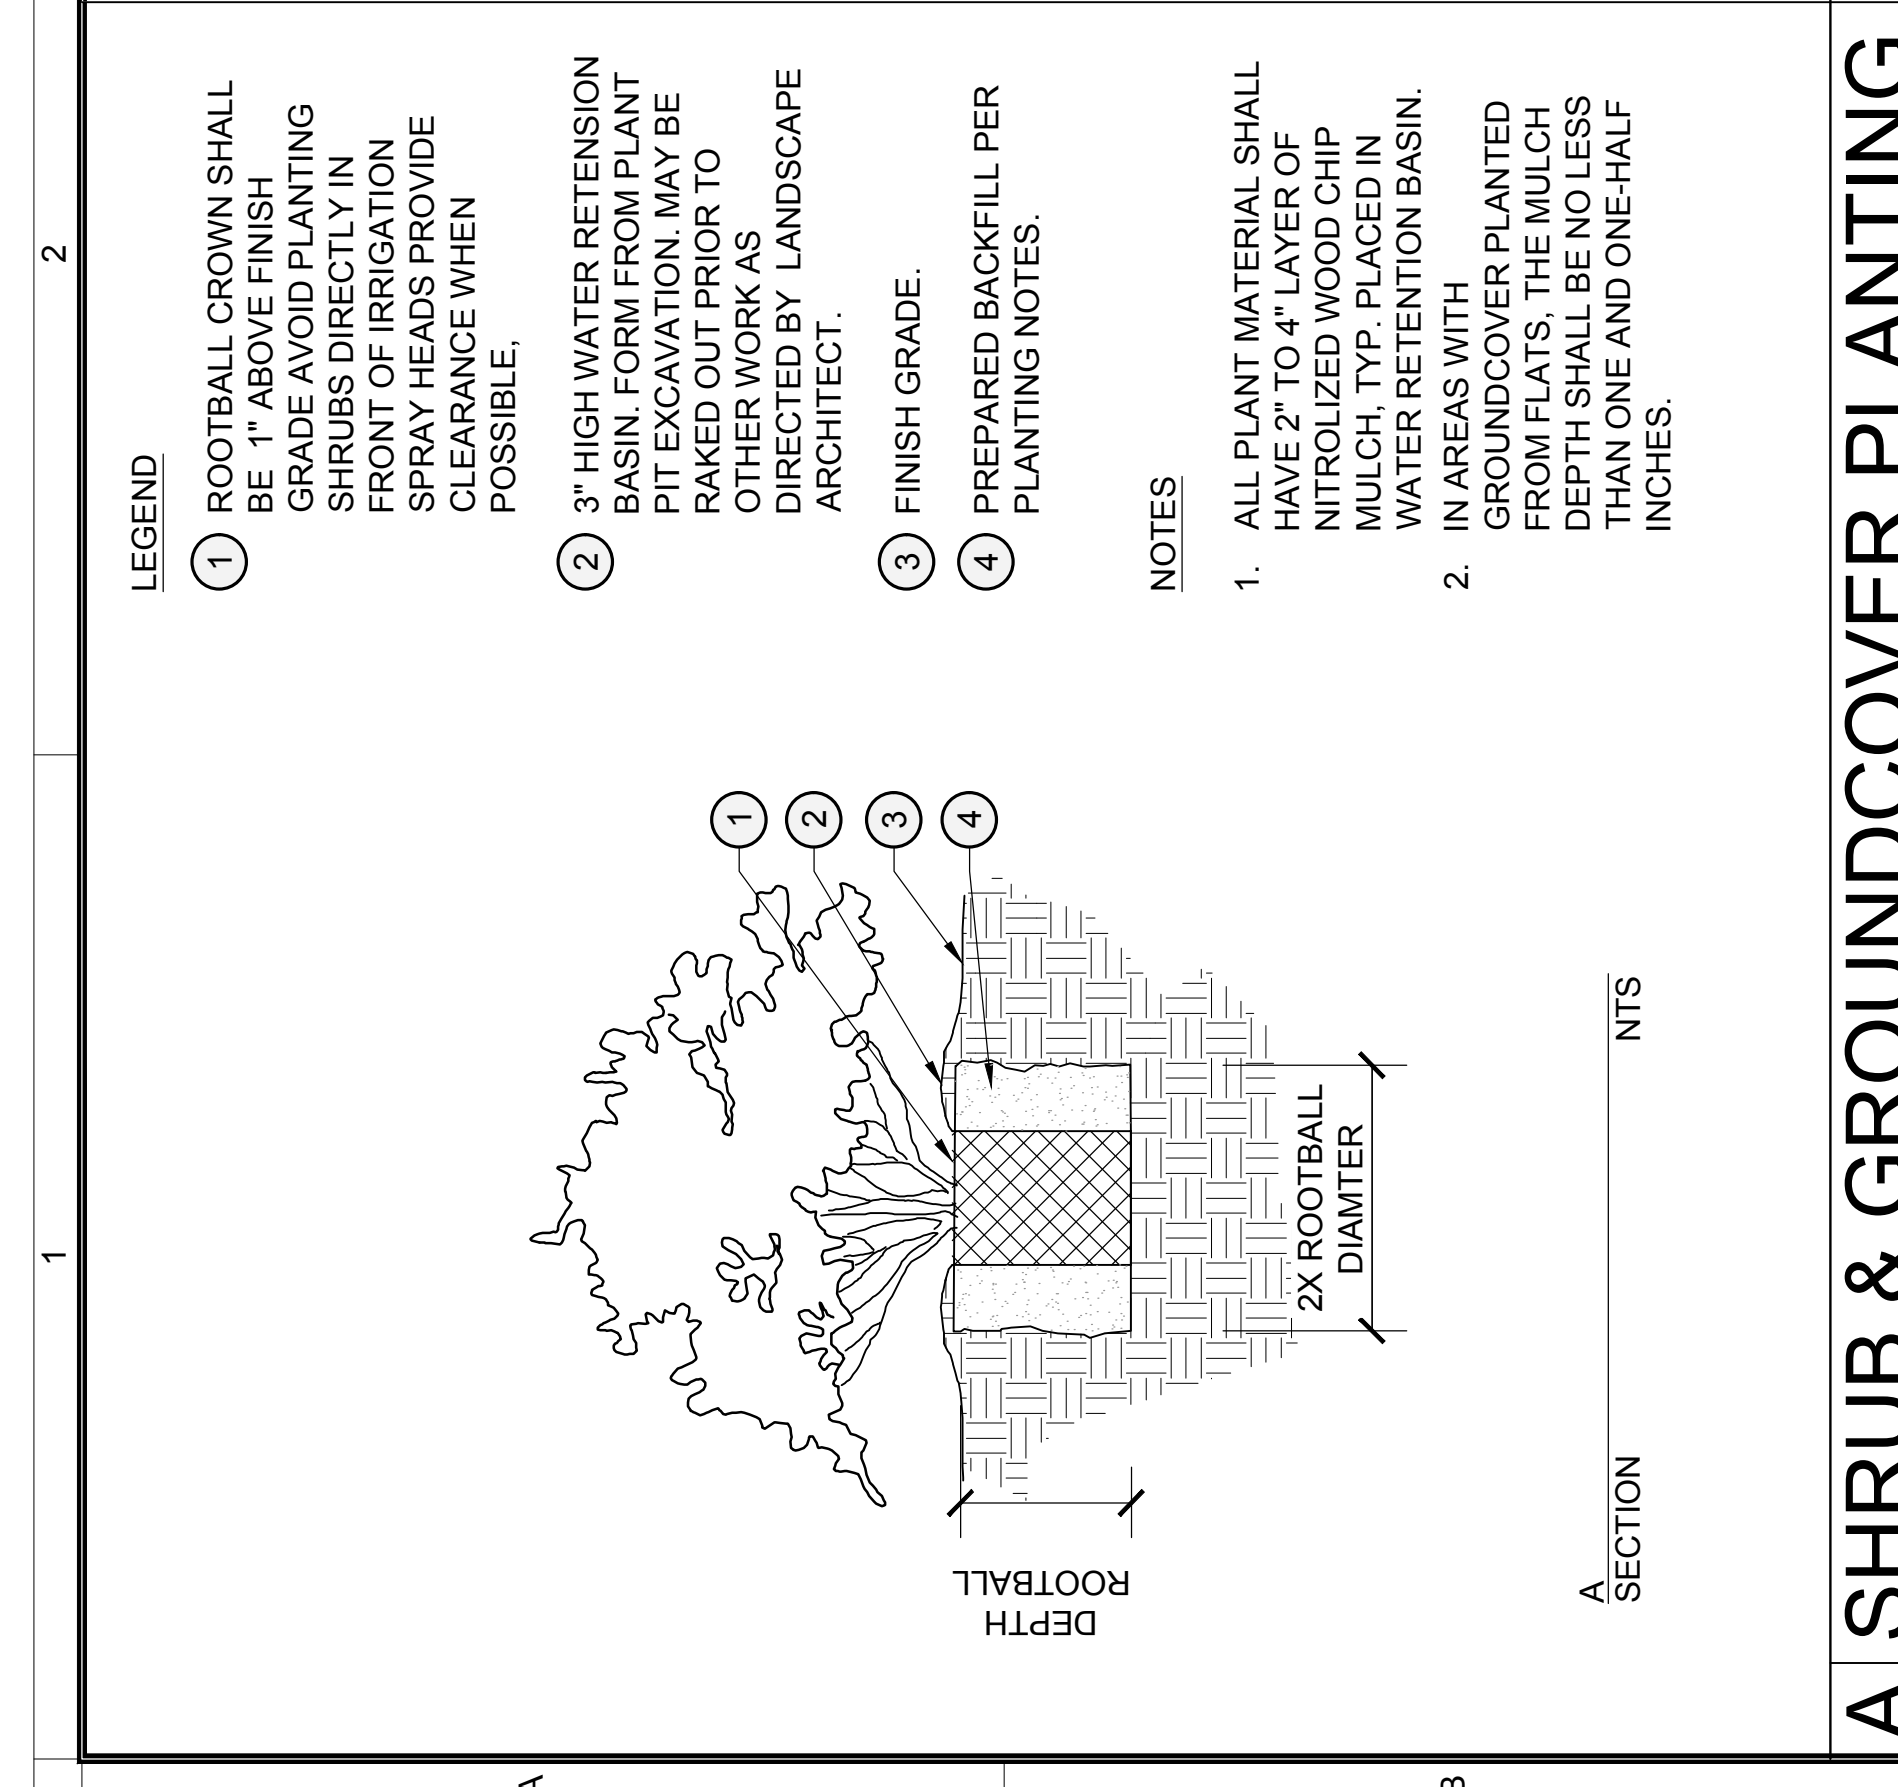 1
2
A
B
LEGEND
1 ROOTBALL CROWN SHALL
BE 1" ABOVE FINISH
GRADE AVOID PLANTING
SHRUBS DIRECTLY IN
FRONT OF IRRIGATION
SPRAY HEADS PROVIDE
CLEARANCE WHEN
POSSIBLE,
2 3" HIGH WATER RETENSION
BASIN. FORM FROM PLANT
PIT EXCAVATION. MAY BE
RAKED OUT PRIOR TO
OTHER WORK AS
DIRECTED BY LANDSCAPE
ARCHITECT.
3 FINISH GRADE.
4 PREPARED BACKFILL PER
PLANTING NOTES.
NOTES
1. ALL PLANT MATERIAL SHALL
HAVE 2" TO 4" LAYER OF
NITROLIZED WOOD CHIP
MULCH, TYP. PLACED IN
WATER RETENTION BASIN.
2. IN AREAS WITH
GROUNDCOVER PLANTED
FROM FLATS, THE MULCH
DEPTH SHALL BE NO LESS
THAN ONE AND ONE-HALF
INCHES.
1
2
3
4
ROOTBALL
DEPTH
2X ROOTBALL
DIAMTER
A
SECTION NTS
A SHRUB & GROUNDCOVER PLANTING